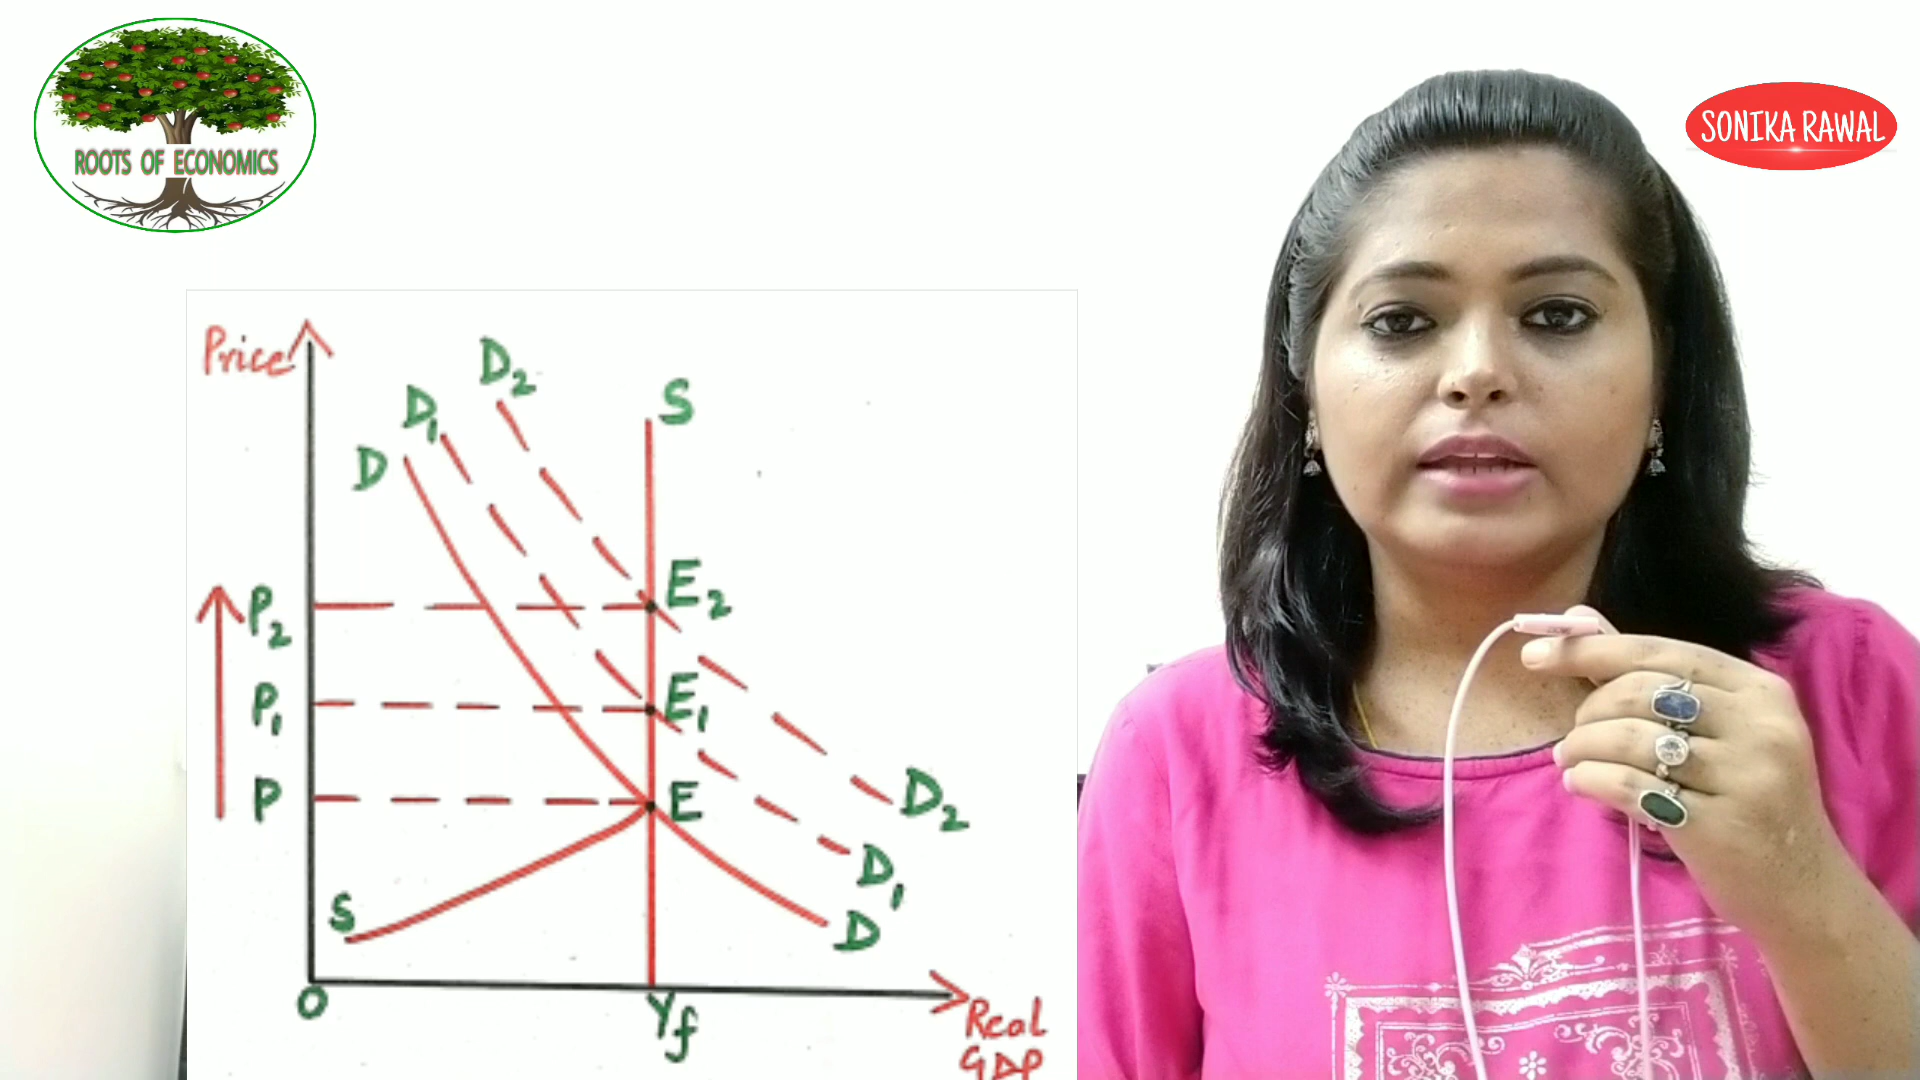 ROOTS OF ECONOMICS
SONIKA RAWAL
Price
D2
D1
D
S
P2
E2
P1
E1
P
E
D2
D1
D
S
O
Yf
Real
GDP